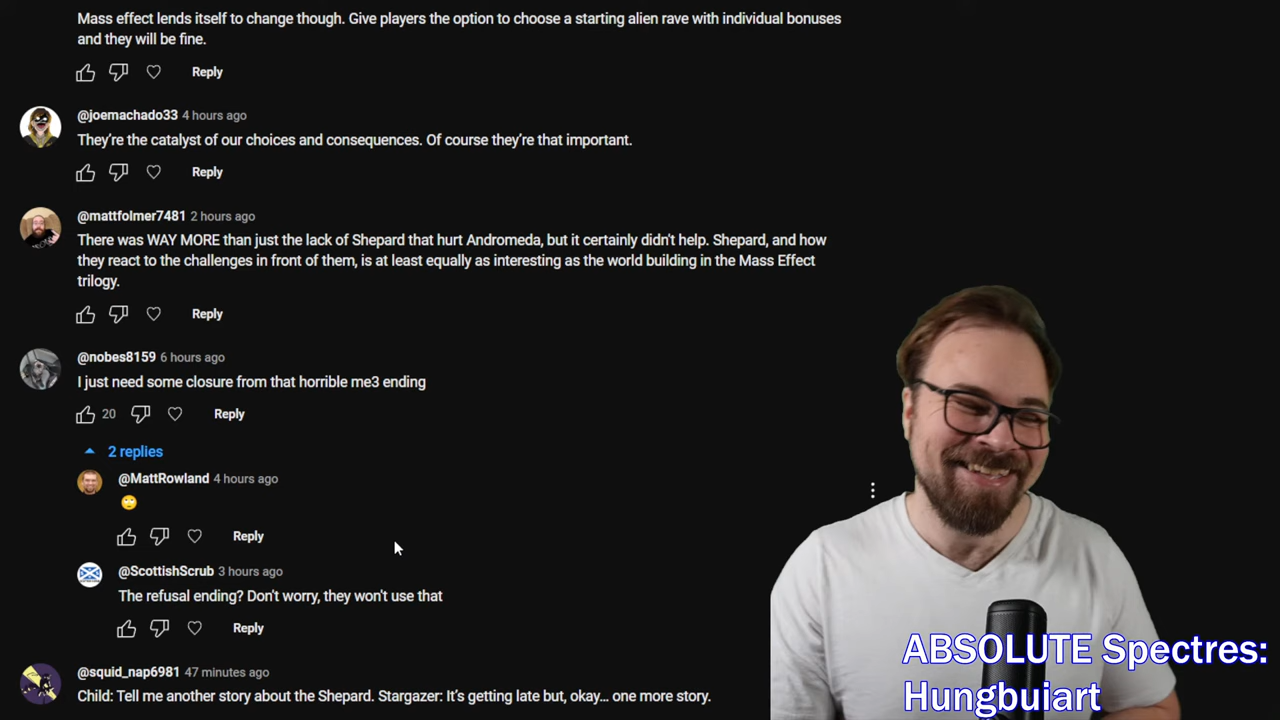 Mass effect lends itself to change though. Give players the option to choose a starting alien rave with individual bonuses
and they will be fine.
Reply
@joemachado33 4 hours ago
They’re the catalyst of our choices and consequences. Of course they’re that important.
Reply
@mattfolmer7481 2 hours ago
There was WAY MORE than just the lack of Shepard that hurt Andromeda, but it certainly didn't help. Shepard, and how
they react to the challenges in front of them, is at least equally as interesting as the world building in the Mass Effect
trilogy.
Reply
@nobes8159 6 hours ago
I just need some closure from that horrible me3 ending
20 Reply
2 replies
@MattRowland 4 hours ago
🙄
Reply
@ScottishScrub 3 hours ago
The refusal ending? Don't worry, they won't use that
Reply
@squid_nap6981 47 minutes ago
Child: Tell me another story about the Shepard. Stargazer: It’s getting late but, okay… one more story.
ABSOLUTE Spectres:
Hungbuiart